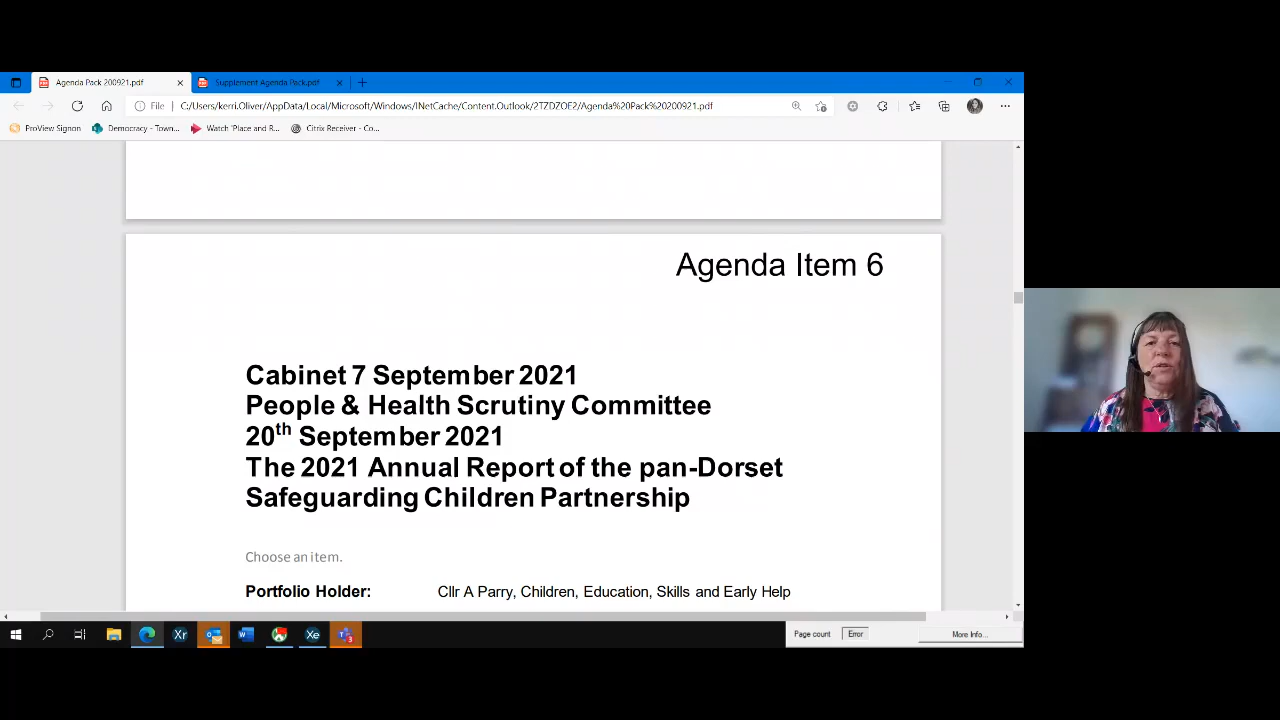 Agenda Pack 200921.pdf
Supplement Agenda Pack.pdf
File
C:/Users/kerri.Oliver/AppData/Local/Microsoft/Windows/INetCache/Content.Outlook/2TZDZOE2/Agenda%20Pack%20200921.pdf
ProView Signon
Democracy - Town...
Watch 'Place and R...
Citrix Receiver - Co...
Agenda Item 6
Cabinet 7 September 2021
People & Health Scrutiny Committee
20th September 2021
The 2021 Annual Report of the pan-Dorset
Safeguarding Children Partnership
Choose an item.
Portfolio Holder: Cllr A Parry, Children, Education, Skills and Early Help
Xr
Xe
Page count Error More Info...